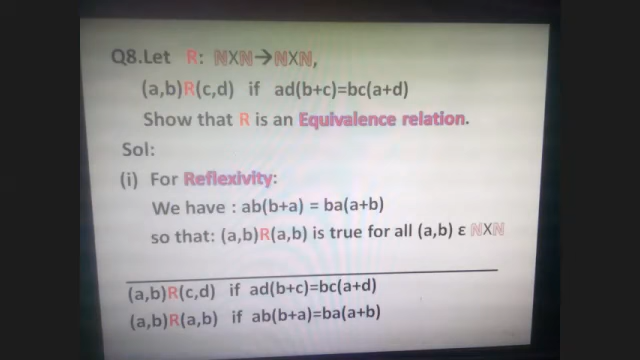 Q8.Let R: NXN→NXN,
(a,b)R(c,d) if ad(b+c)=bc(a+d)
Show that R is an Equivalence relation.
Sol:
(i) For Reflexivity:
We have : ab(b+a) = ba(a+b)
so that: (a,b)R(a,b) is true for all (a,b) ε NXN
(a,b)R(c,d) if ad(b+c)=bc(a+d)
(a,b)R(a,b) if ab(b+a)=ba(a+b)